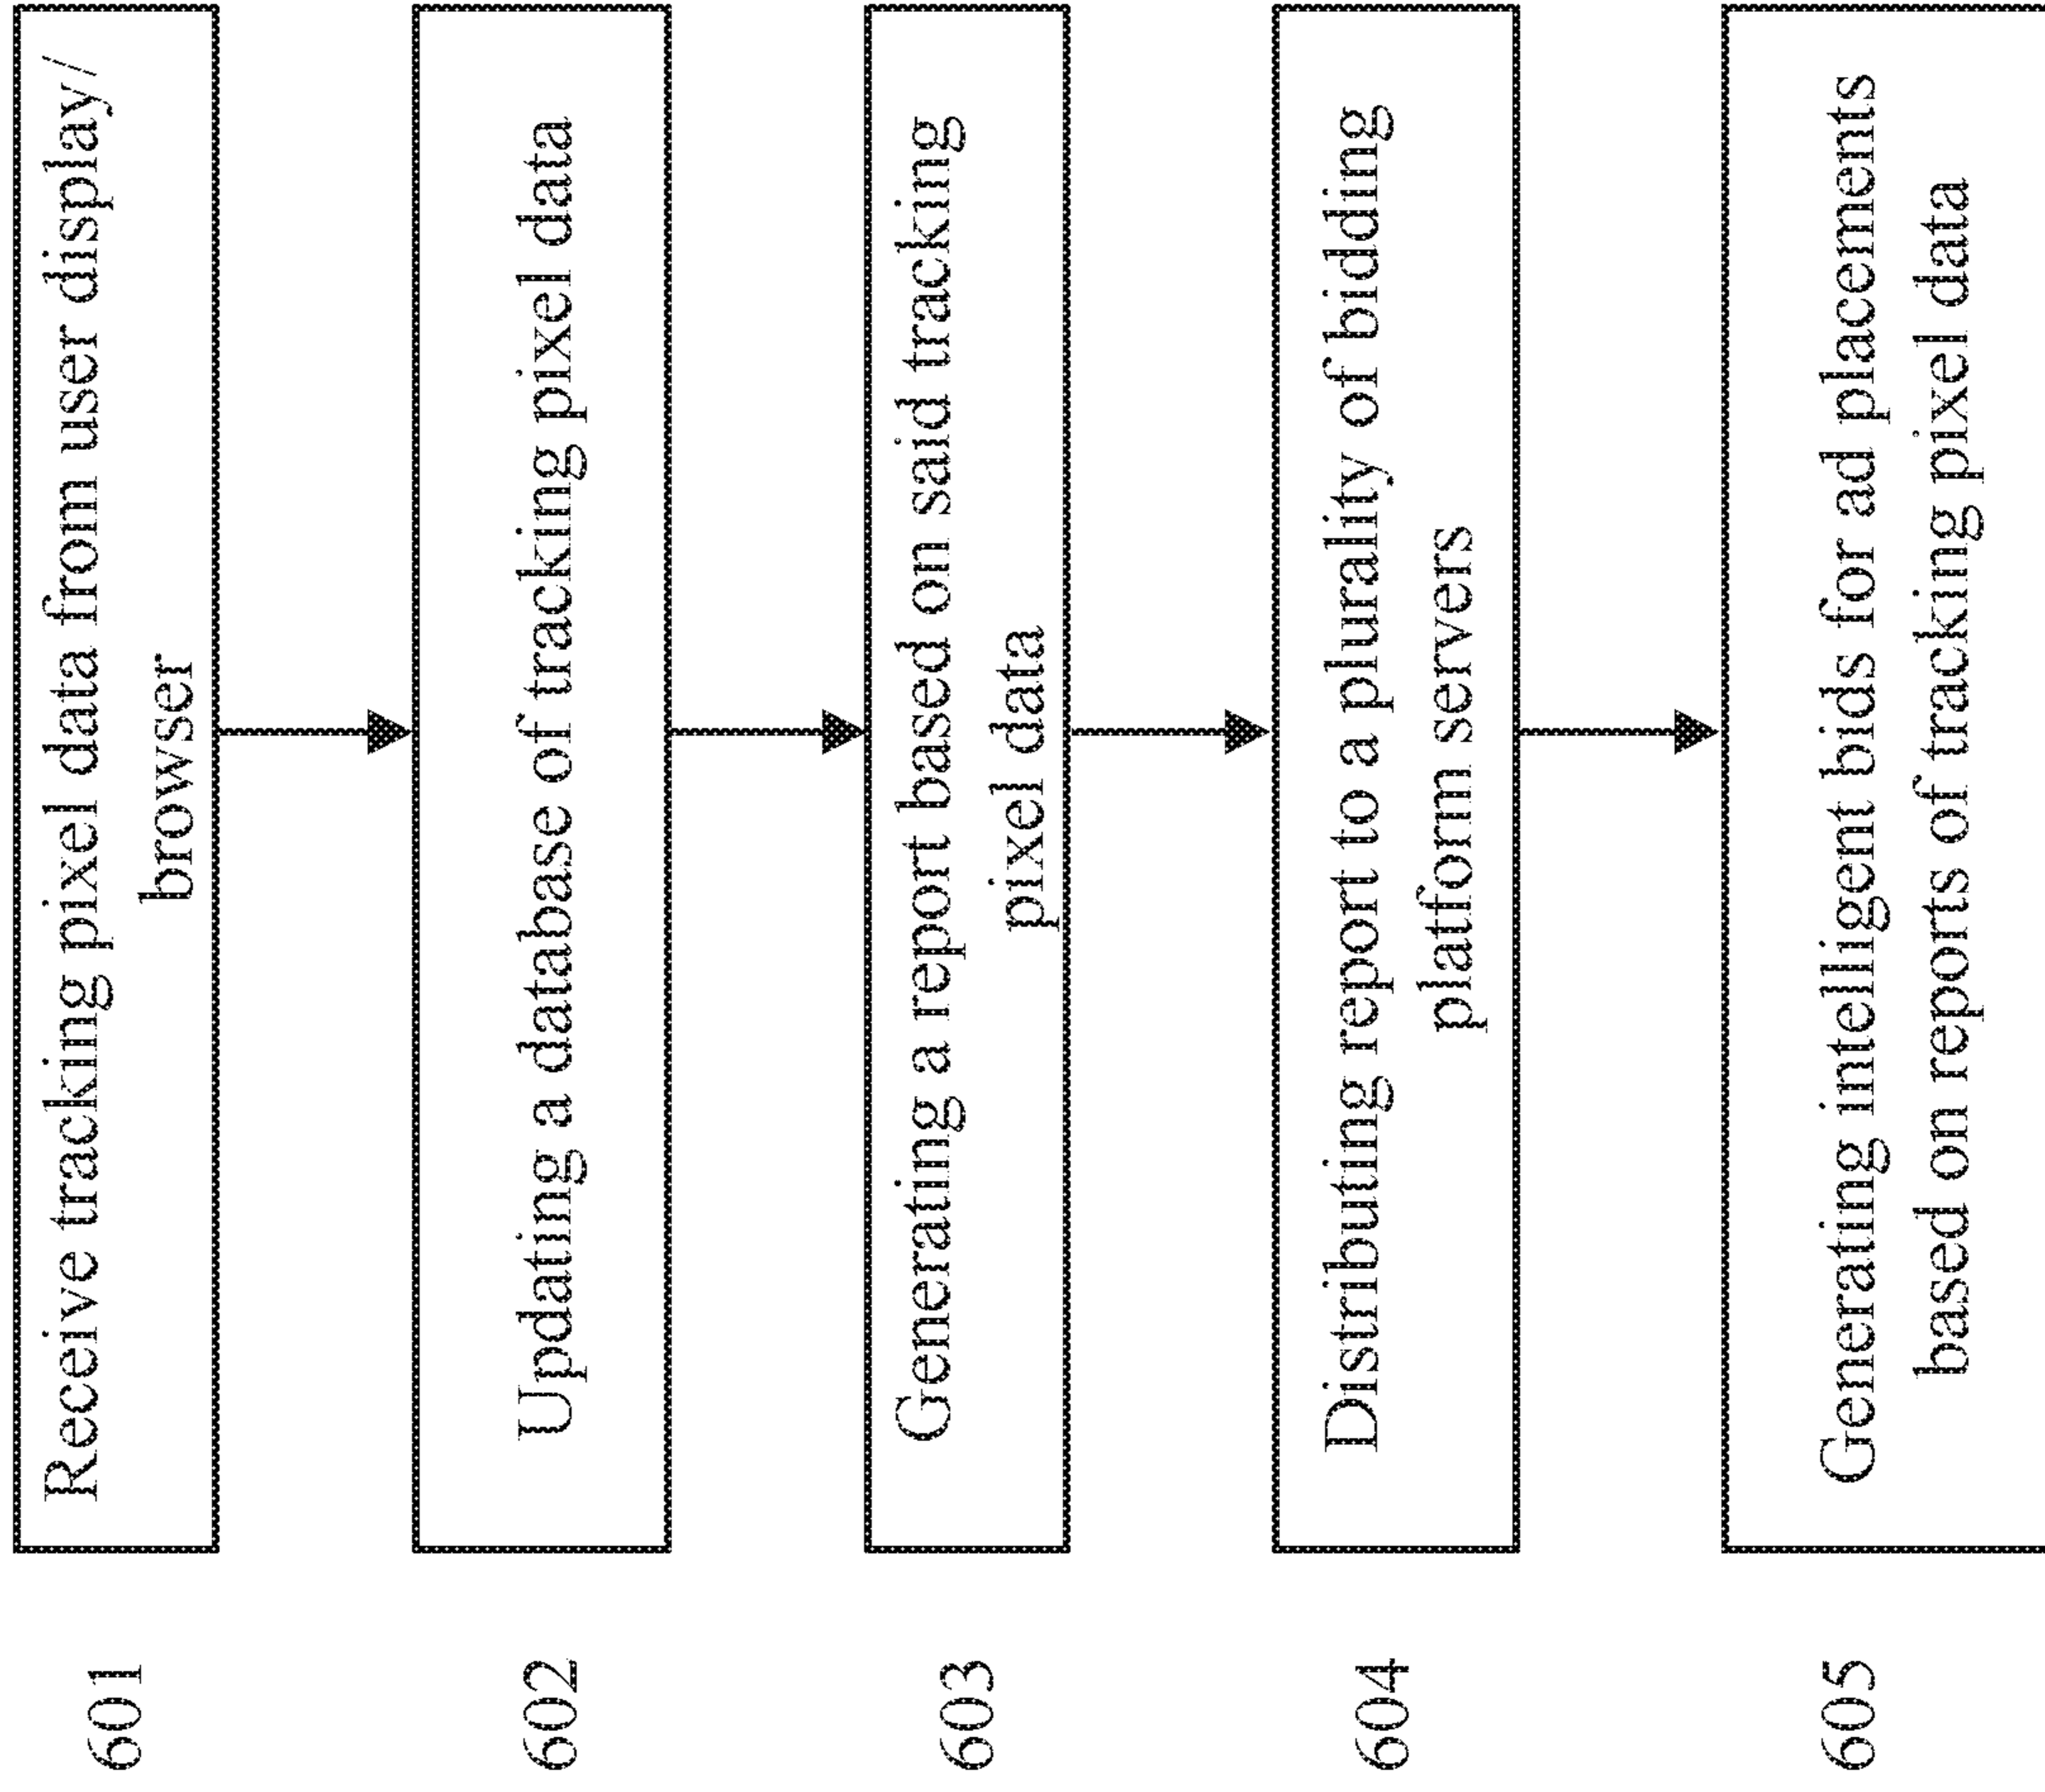 601
Receive tracking pixel data from user display/
browser
602
Updating a database of tracking pixel data
603
Generating a report based on said tracking
pixel data
604
Distributing report to a plurality of bidding
platform servers
605
Generating intelligent bids for ad placements
based on reports of tracking pixel data